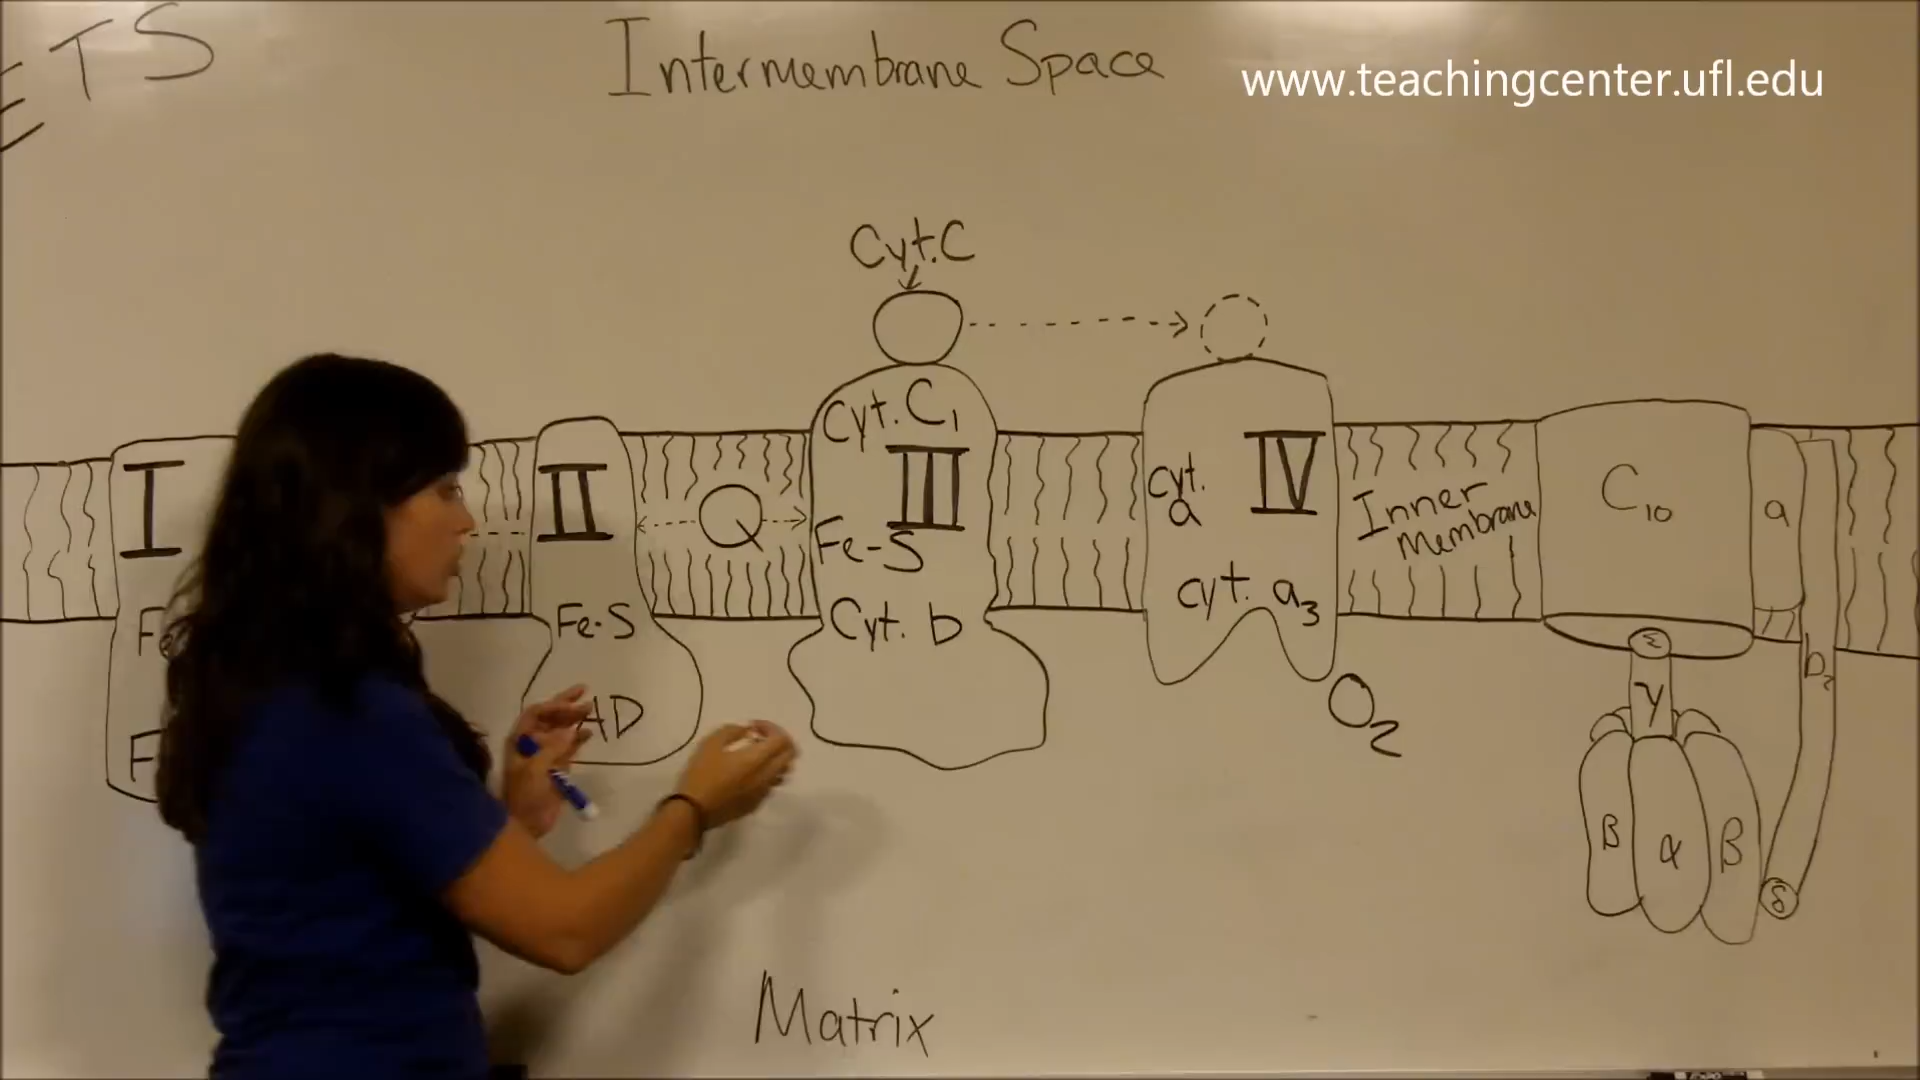 ETS
Intermembrane Space
www.teachingcenter.ufl.edu
Cyt. C
I
II
Fe-S
AD
Q
Cyt. C1
III
Fe-S
Cyt. b
IV
cyt. a
cyt. a3
O2
Inner
Membrane
C10
a
b2
ε
γ
β
α
β
δ
Matrix